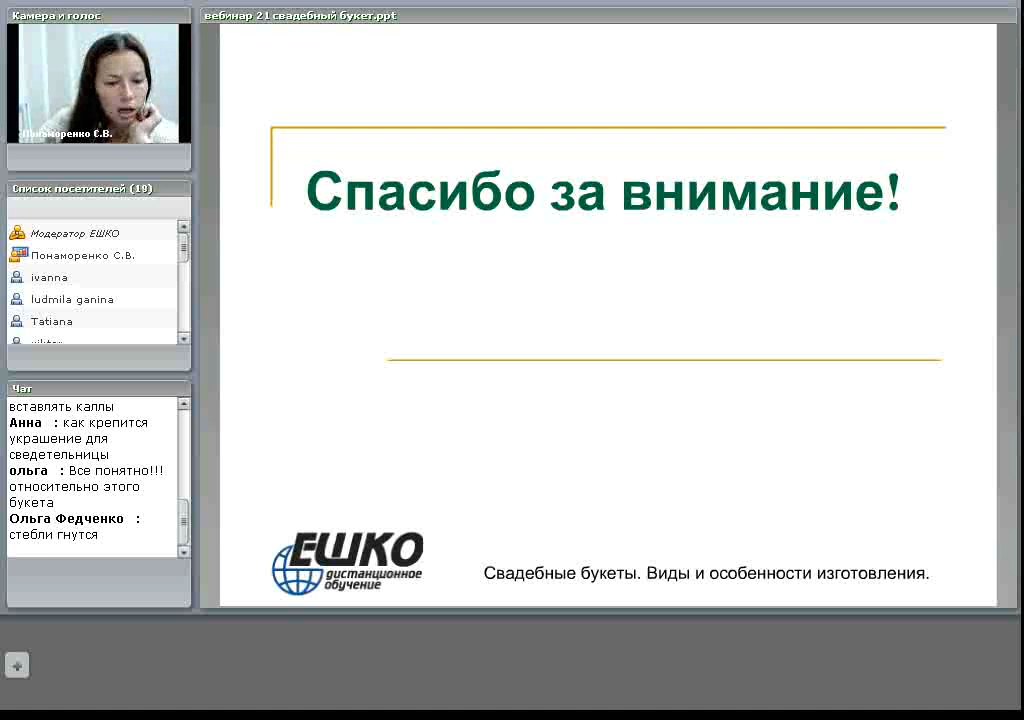 Камера и голос
Понаморенко Є.В.
Список посетителей (19)
Модератор ЕШКО
Понаморенко С.В.
ivanna
ludmila ganina
Tatiana
Чат
вставлять каллы
Анна : как крепится
украшение для
сведетельницы
ольга : Все понятно!!!
относительно этого
букета
Ольга Федченко :
стебли гнутся
вебинар 21 свадебный букет.ppt
Спасибо за внимание!
ЕШКО
дистанционное
обучение
Свадебные букеты. Виды и особенности изготовления.